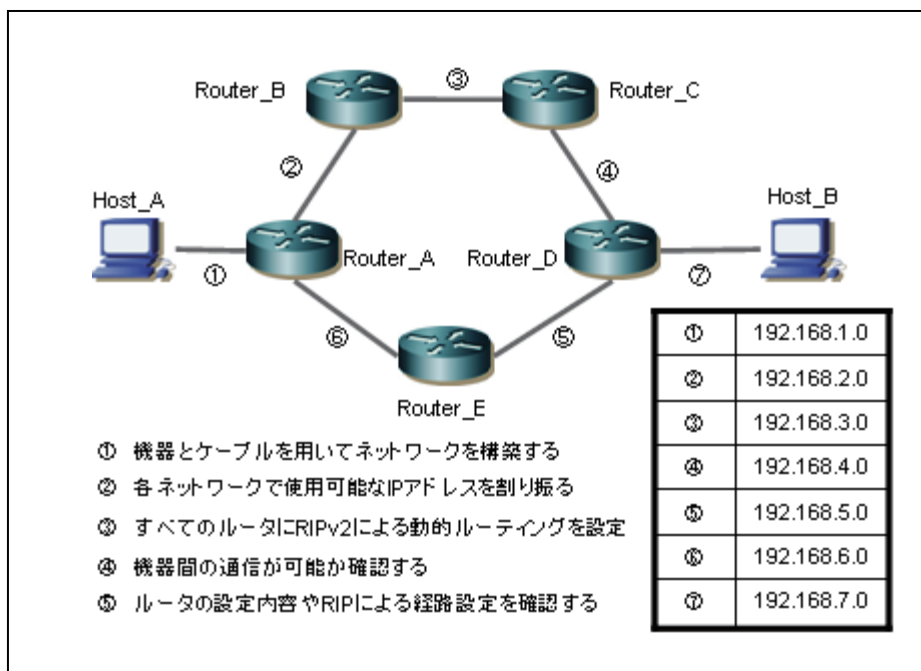 Router_B
③
Router_C
②
④
Host_A
Host_B
Router_A
Router_D
①
⑦
⑥
⑤
Router_E
① 192.168.1.0
② 192.168.2.0
③ 192.168.3.0
④ 192.168.4.0
⑤ 192.168.5.0
⑥ 192.168.6.0
⑦ 192.168.7.0
① 機器とケーブルを用いてネットワークを構築する
② 各ネットワークで使用可能なIPアドレスを割り振る
③ すべてのルータにRIPv2による動的ルーティングを設定
④ 機器間の通信が可能か確認する
⑤ ルータの設定内容やRIPによる経路設定を確認する